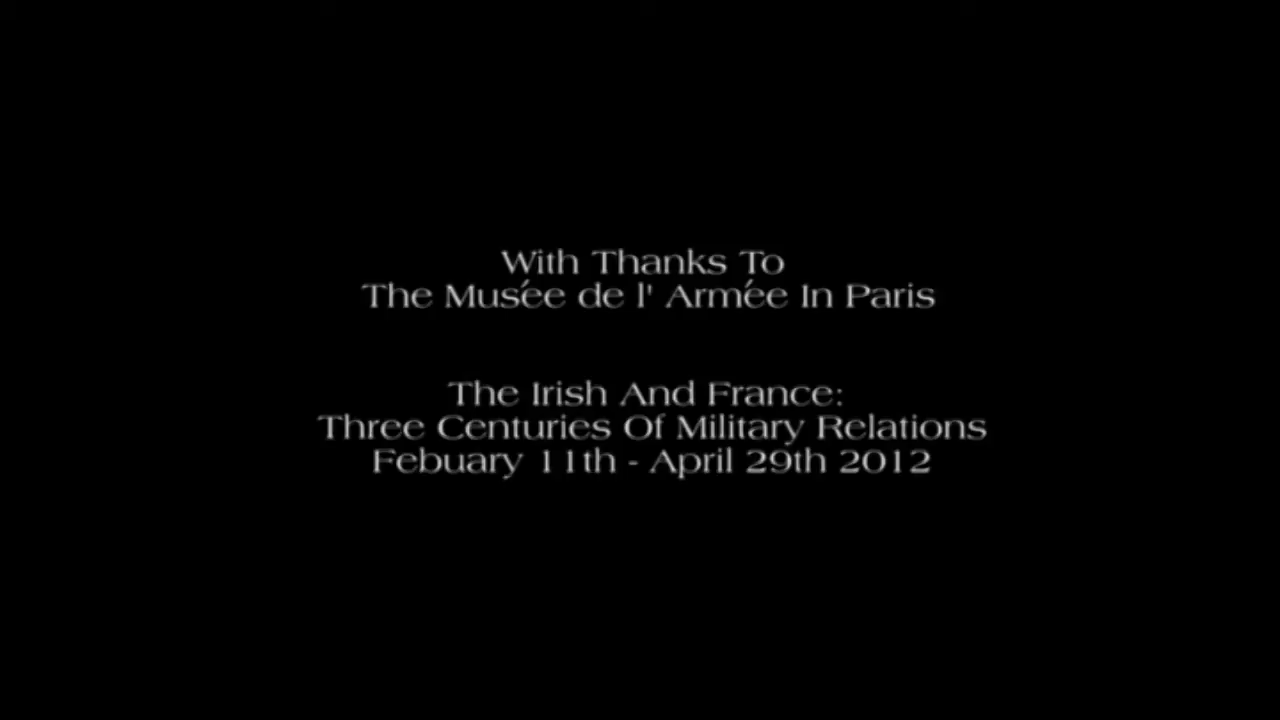 With Thanks To
The Musée de l' Armée In Paris
The Irish And France:
Three Centuries Of Military Relations
Febuary 11th - April 29th 2012